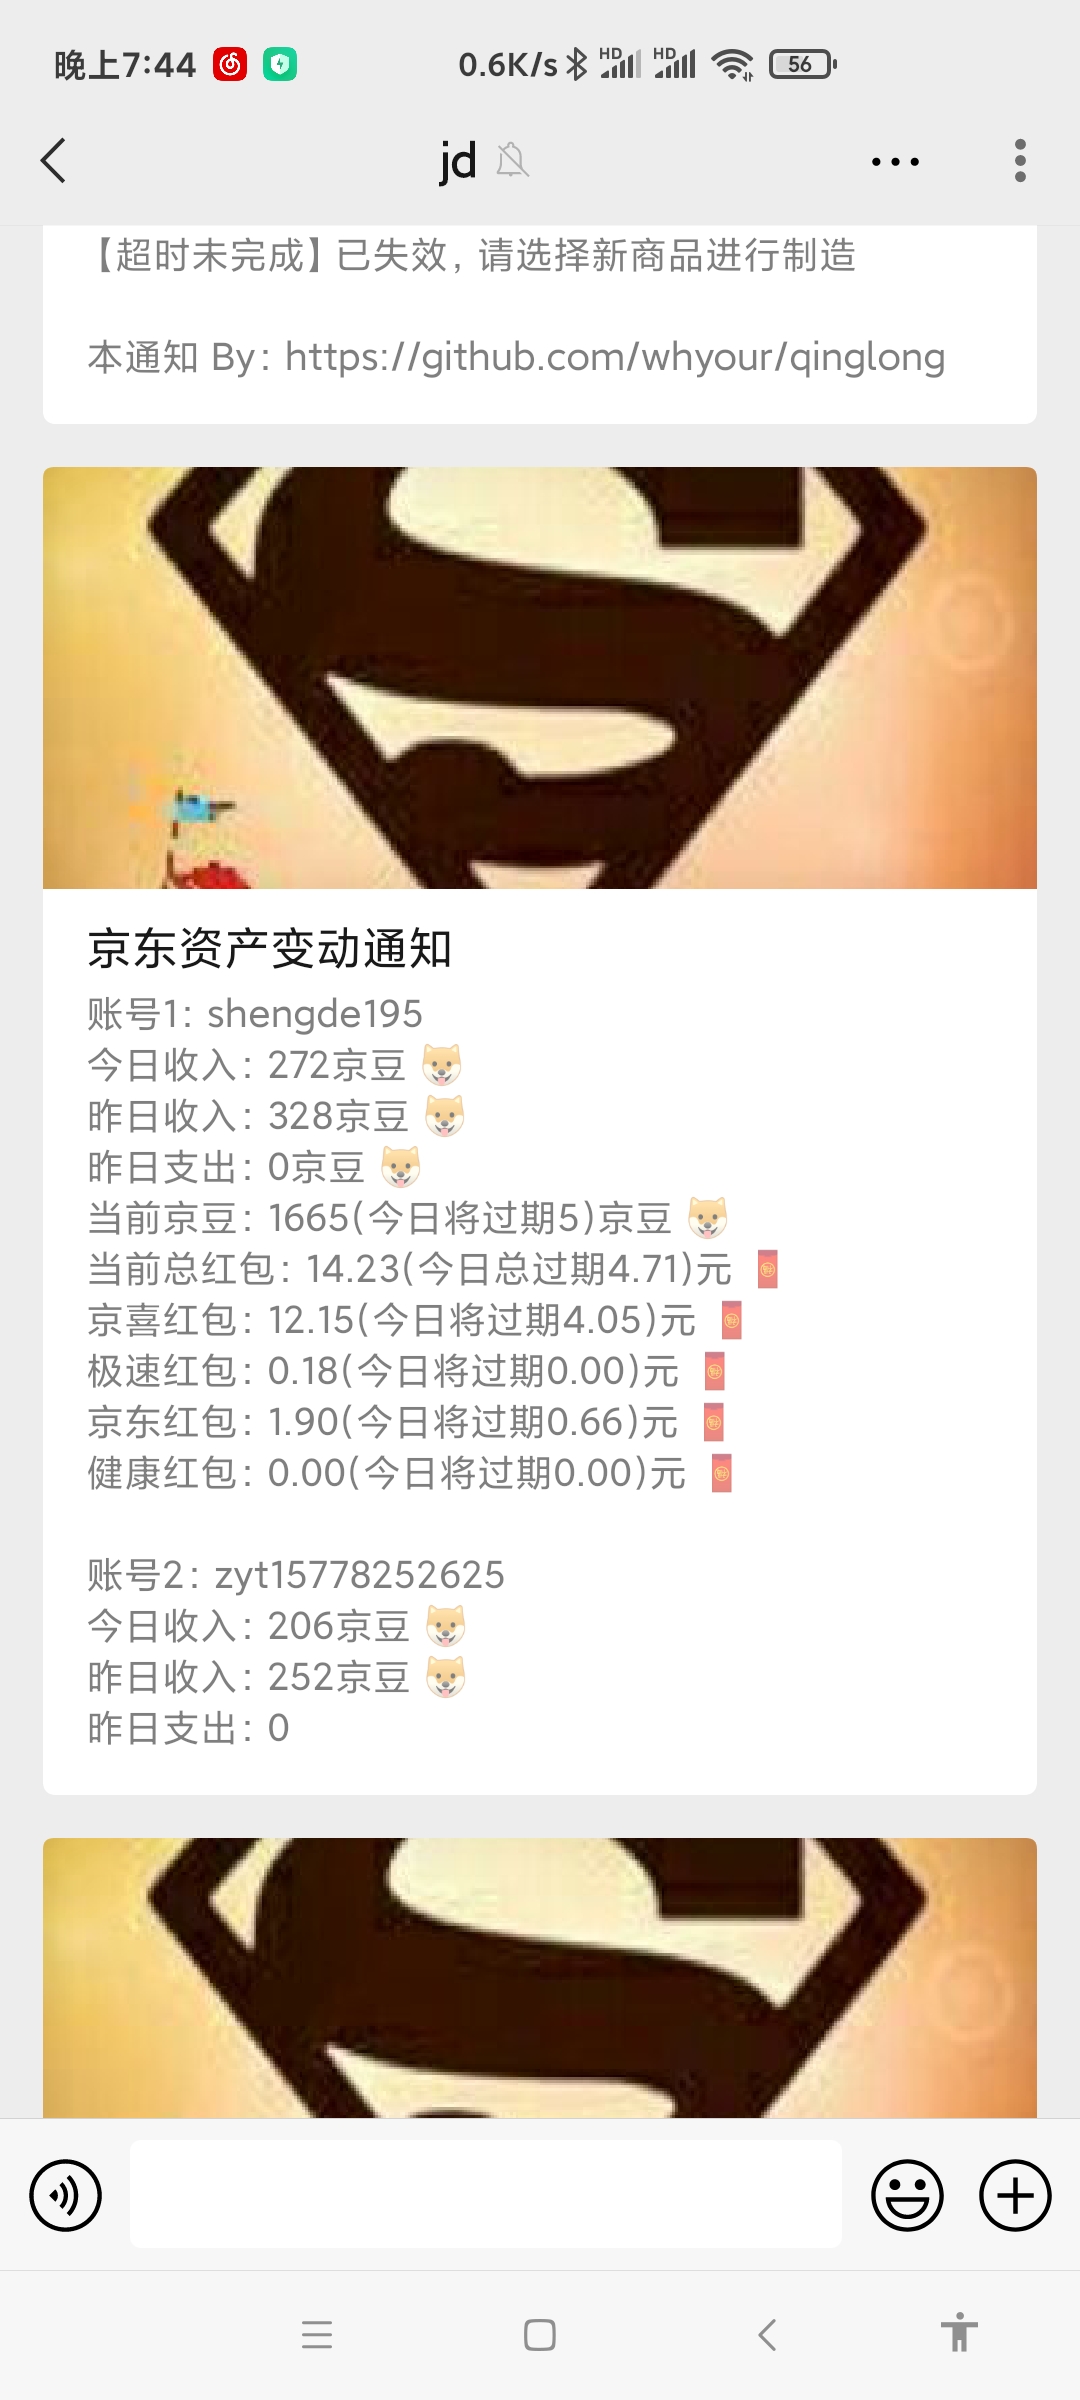 晚上7:44
0.6K/s HD HD 56
jd
【超时未完成】已失效，请选择新商品进行制造
本通知 By：https://github.com/whyour/qinglong
京东资产变动通知
账号1：shengde195
今日收入：272京豆 🐶
昨日收入：328京豆 🐶
昨日支出：0京豆 🐶
当前京豆：1665(今日将过期5)京豆 🐶
当前总红包：14.23(今日总过期4.71)元 🧧
京喜红包：12.15(今日将过期4.05)元 🧧
极速红包：0.18(今日将过期0.00)元 🧧
京东红包：1.90(今日将过期0.66)元 🧧
健康红包：0.00(今日将过期0.00)元 🧧
账号2：zyt15778252625
今日收入：206京豆 🐶
昨日收入：252京豆 🐶
昨日支出：0